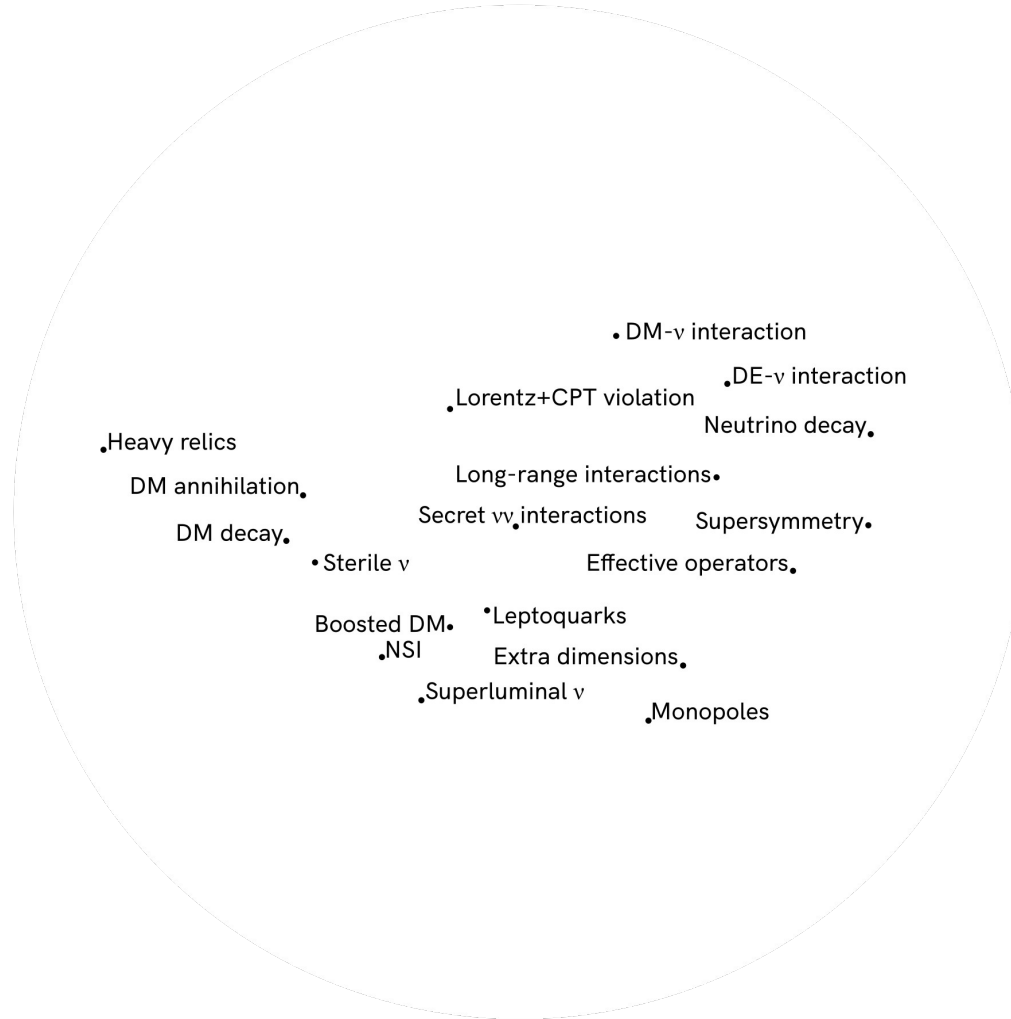 DM-ν interaction
DE-ν interaction
Lorentz+CPT violation
Neutrino decay
Heavy relics
Long-range interactions
DM annihilation
Secret νν interactions
Supersymmetry
DM decay
Sterile ν
Effective operators
Boosted DM
Leptoquarks
NSI
Extra dimensions
Superluminal ν
Monopoles